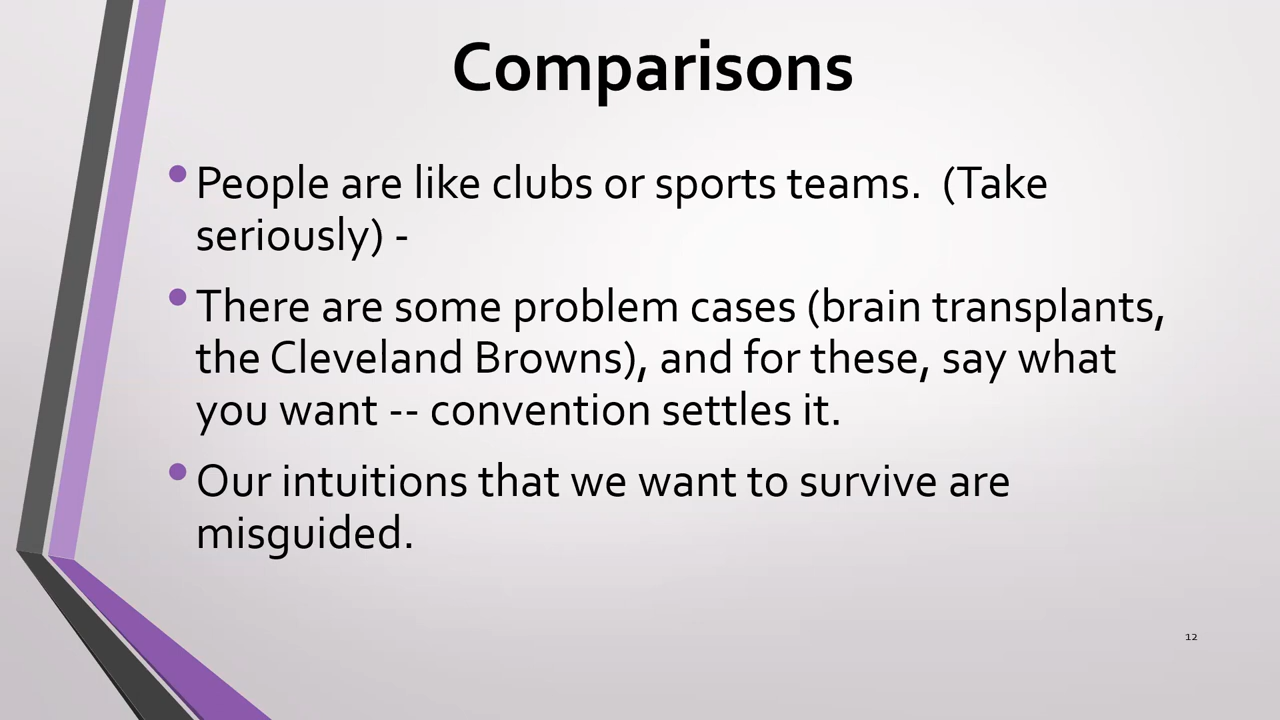 Comparisons
• People are like clubs or sports teams.  (Take
seriously) -
• There are some problem cases (brain transplants,
the Cleveland Browns), and for these, say what
you want -- convention settles it.
• Our intuitions that we want to survive are
misguided.
12